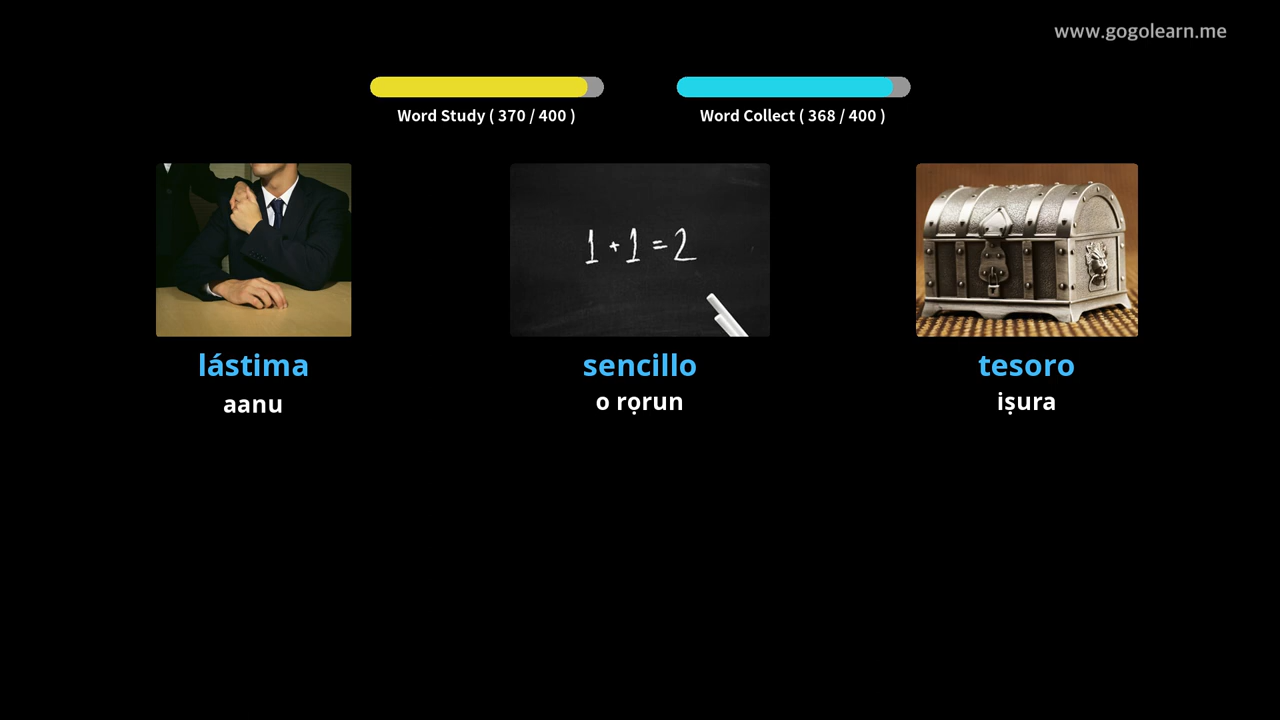 www.gogolearn.me
Word Study ( 370 / 400 )
Word Collect ( 368 / 400 )
1 + 1 = 2
lástima
sencillo
tesoro
aanu
o rọrun
iṣura